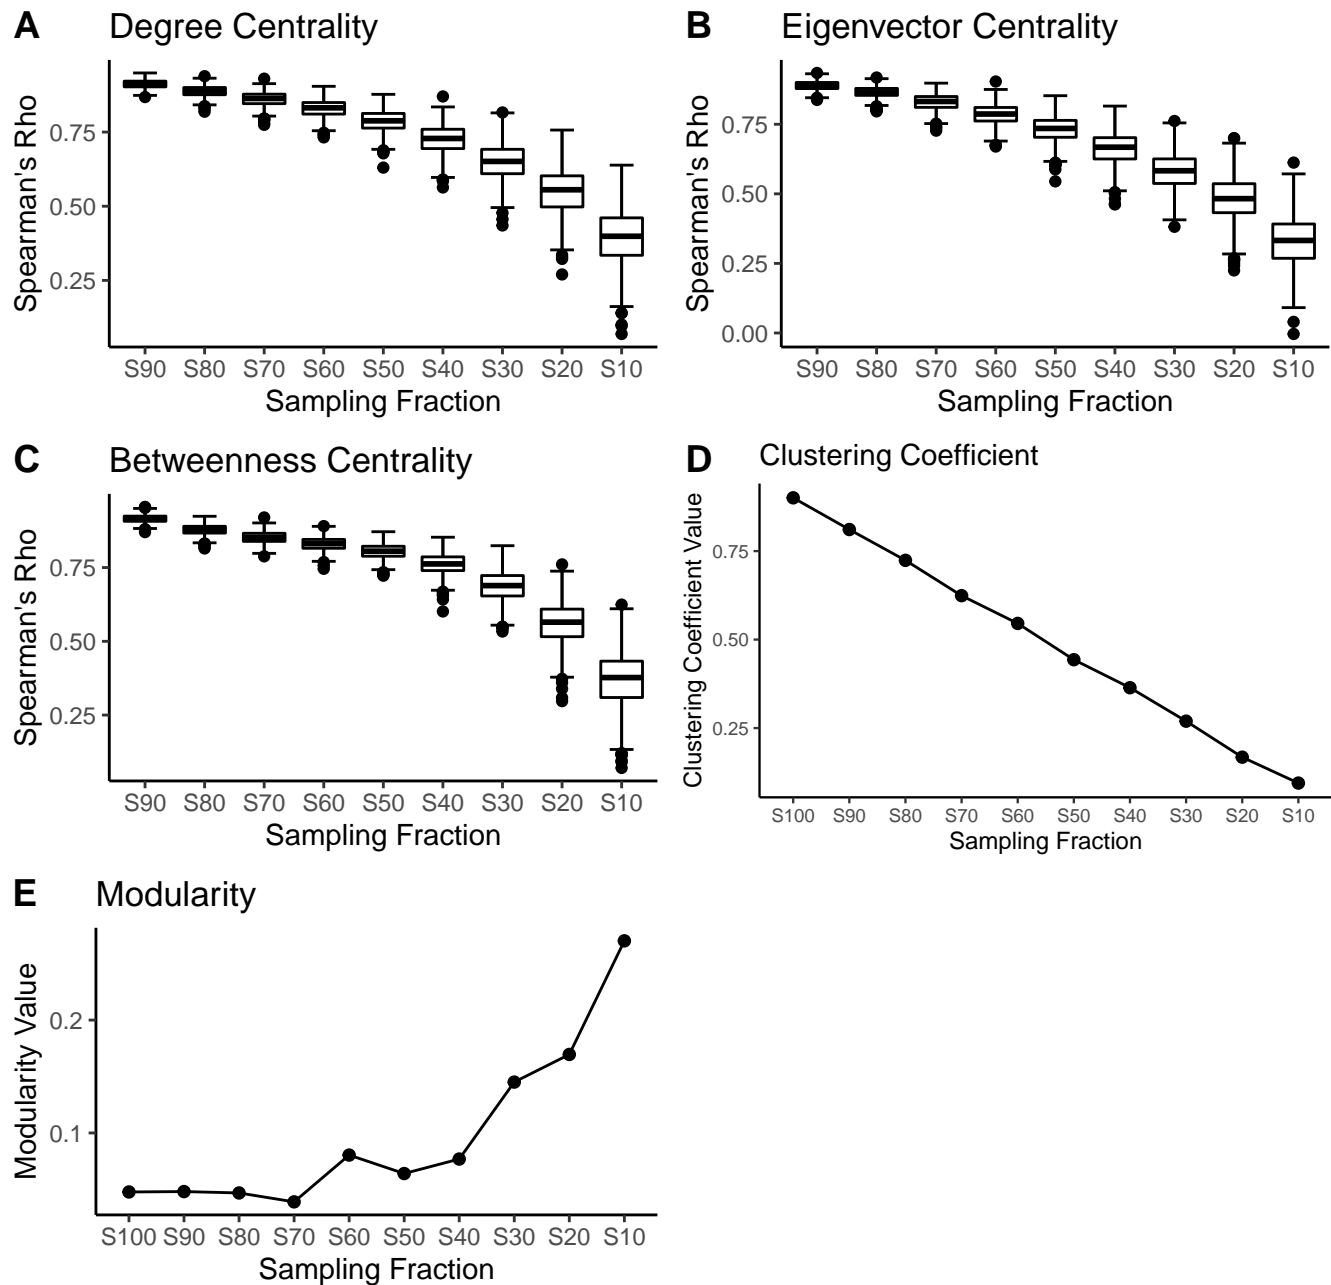 A Degree Centrality
Spearman's Rho
0.75
0.50
0.25
S90 S80 S70 S60 S50 S40 S30 S20 S10
Sampling Fraction
B Eigenvector Centrality
Spearman's Rho
0.75
0.50
0.25
0.00
S90 S80 S70 S60 S50 S40 S30 S20 S10
Sampling Fraction
C Betweenness Centrality
Spearman's Rho
0.75
0.50
0.25
S90 S80 S70 S60 S50 S40 S30 S20 S10
Sampling Fraction
D Clustering Coefficient
Clustering Coefficient Value
0.75
0.50
0.25
S100 S90 S80 S70 S60 S50 S40 S30 S20 S10
Sampling Fraction
E Modularity
Modularity Value
0.2
0.1
S100 S90 S80 S70 S60 S50 S40 S30 S20 S10
Sampling Fraction